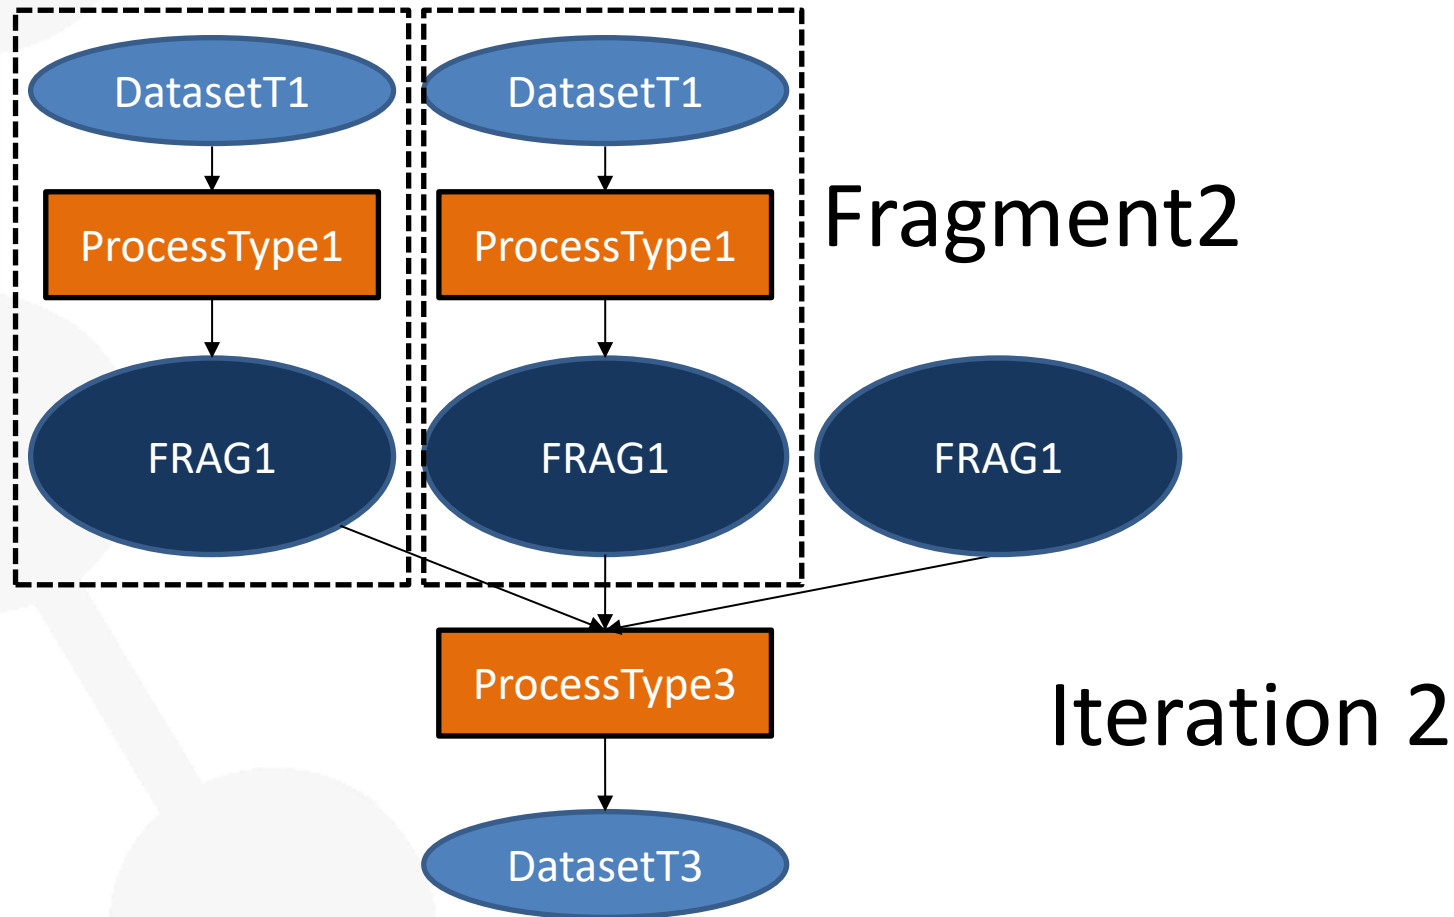 DatasetT1
DatasetT1
ProcessType1
ProcessType1
Fragment2
FRAG1
FRAG1
FRAG1
ProcessType3
Iteration 2
DatasetT3